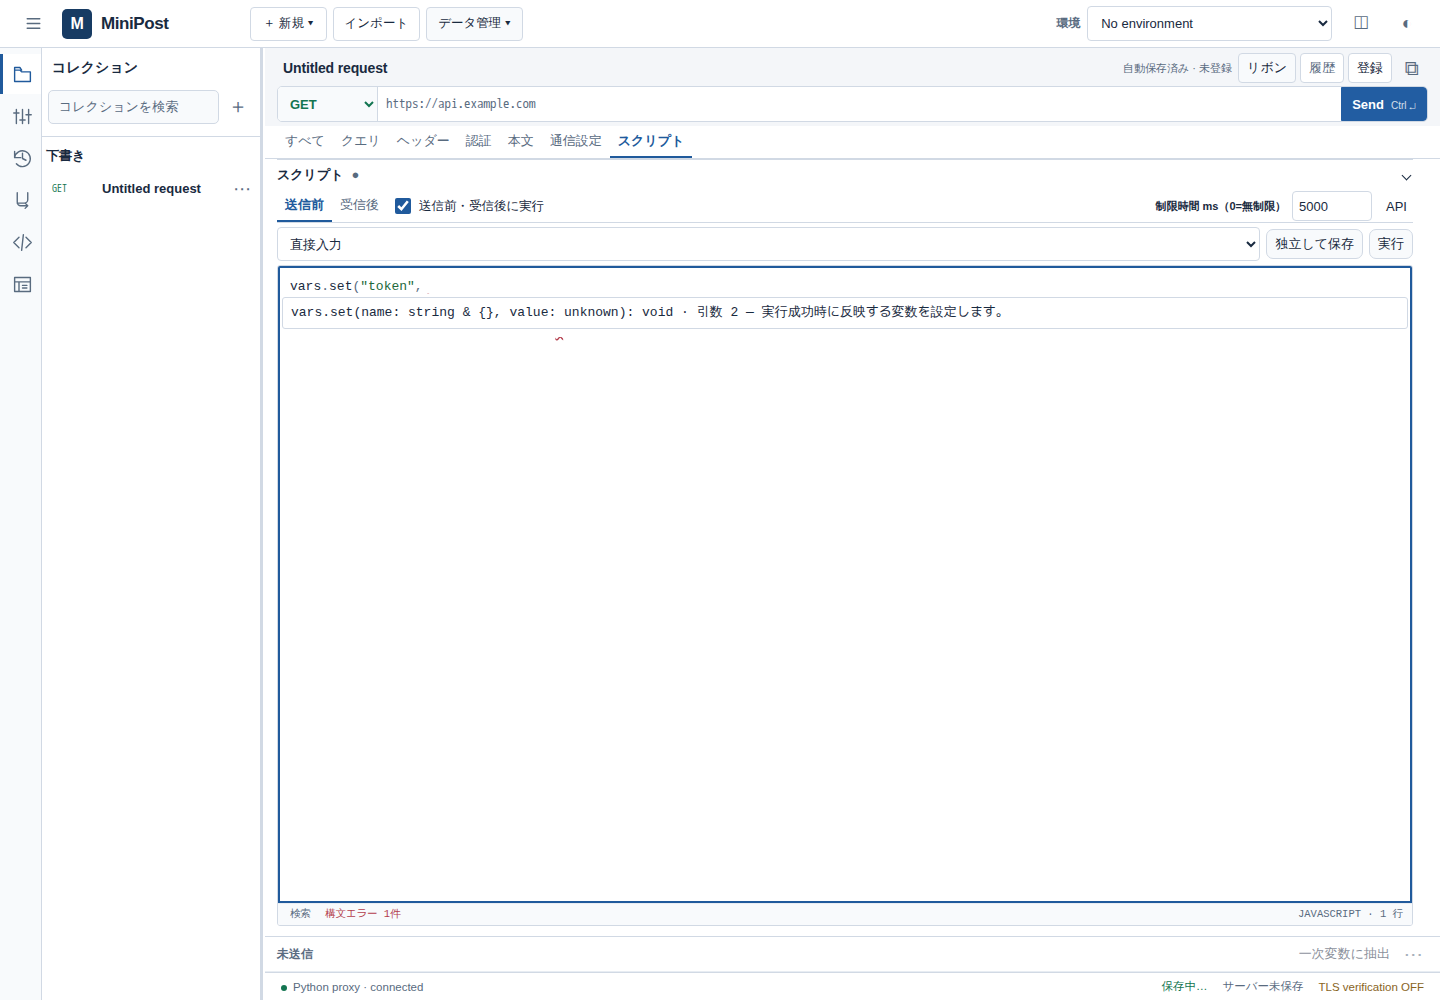 M MiniPost ＋ 新規 ▾ インポート データ管理 ▾ 環境 No environment
コレクション
コレクションを検索 ＋
下書き
GET Untitled request ···
Untitled request 自動保存済み · 未登録 リボン 履歴 登録
GET https://api.example.com Send Ctrl ↵
すべて クエリ ヘッダー 認証 本文 通信設定 スクリプト
スクリプト ●
送信前 受信後 送信前・受信後に実行 制限時間 ms（0=無制限） 5000 API
直接入力 独立して保存 実行
vars.set("token",
vars.set(name: string & {}, value: unknown): void · 引数 2 — 実行成功時に反映する変数を設定します。
検索 構文エラー 1件 JAVASCRIPT · 1 行
未送信 一次変数に抽出 ···
Python proxy · connected 保存中… サーバー未保存 TLS verification OFF